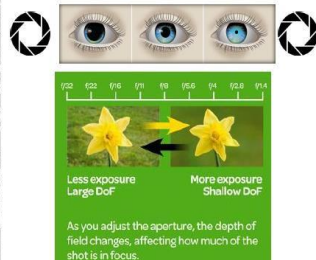 f/32 f/22 f/16 f/11 f/8 f/5.6 f/4 f/2.8 f/1.4
Less exposure
Large DoF
More exposure
Shallow DoF
As you adjust the aperture, the depth of
field changes, affecting how much of the
shot is in focus.